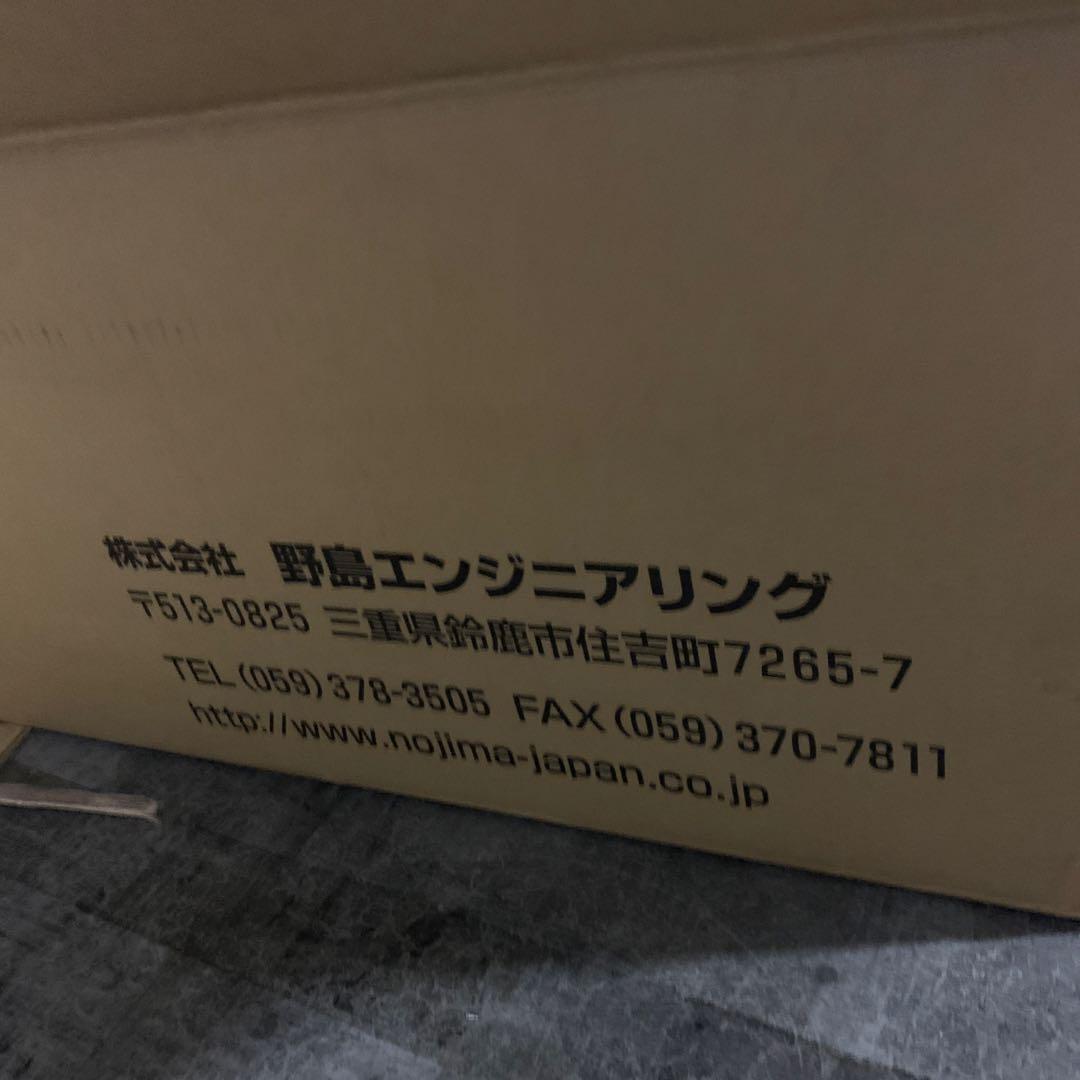 株式会社 野島エンジニアリング
〒513-0825 三重県鈴鹿市住吉町7265-7
TEL(059)378-3505 FAX(059)370-7811
http://www.nojima-japan.co.jp